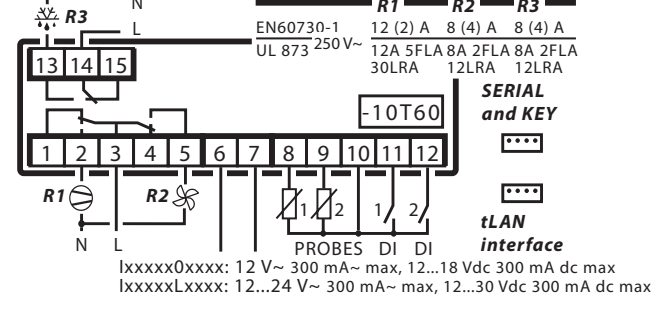 N R1 R2 R3
R3 L EN60730-1 12 (2) A 8 (4) A 8 (4) A
UL 873 250 V~ 12A 5FLA 8A 2FLA 8A 2FLA
30LRA 12LRA 12LRA
13 14 15
SERIAL
and KEY
-10T60
1 2 3 4 5 6 7 8 9 10 11 12
R1 R2 1 2 1 2
tLAN
interface
N L PROBES DI DI
Ixxxxx0xxxx: 12 V~ 300 mA~ max, 12...18 Vdc 300 mA dc max
IxxxxxLxxxx: 12...24 V~ 300 mA~ max, 12...30 Vdc 300 mA dc max